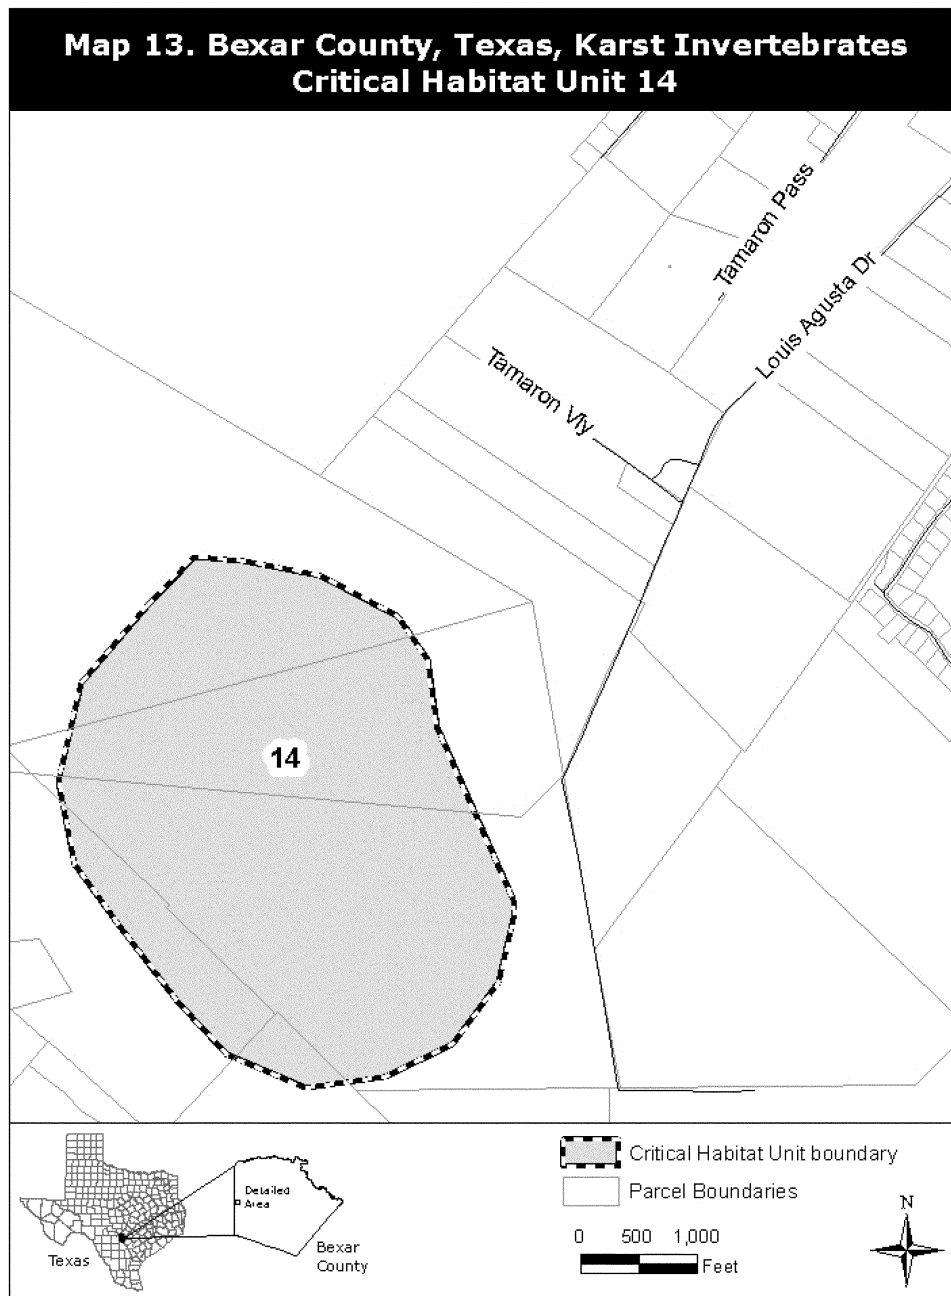 Map 13. Bexar County, Texas, Karst Invertebrates
Critical Habitat Unit 14
Tamaron Pass
Louis Agusta Dr
Tamaron Vly
14
Critical Habitat Unit boundary
Parcel Boundaries
Detailed
Area
Texas
Bexar
County
0 500 1,000
Feet
N